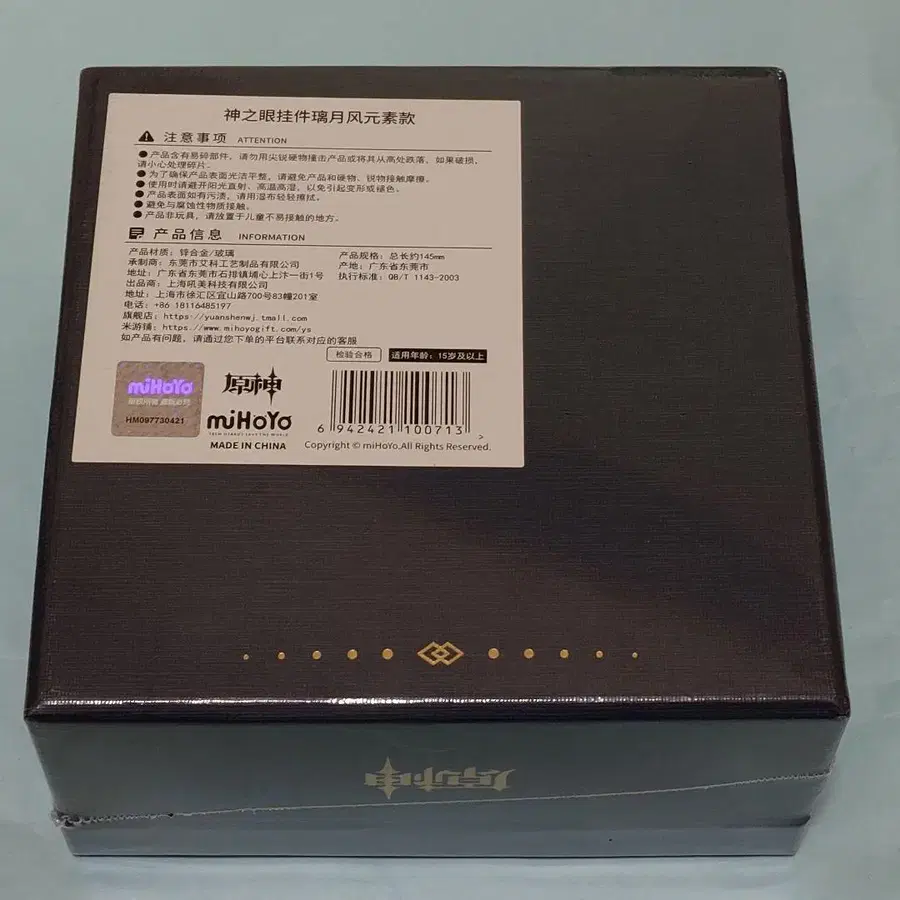 神之眼挂件璃月风元素款
注意事项 ATTENTION
●产品含有易碎部件，请勿用尖锐硬物撞击产品或将其从高处跌落，如果破损，
请小心处理碎片。
●为了确保产品表面光洁平整，请避免产品和硬物、锐物接触摩擦。
●使用时请避开阳光直射、高温高湿，以免引起变形或褪色。
●产品表面如有污渍，请用湿布轻轻擦拭。
●避免与腐蚀性物质接触。
●产品非玩具，请放置于儿童不易接触的地方。
产品信息 INFORMATION
产品材质：锌合金/玻璃 产品规格：总长约145mm
承制商：东莞市艾科工艺制品有限公司 产地：广东省东莞市
地址：广东省东莞市石排镇埔心上汴一街1号 执行标准：QB/T 1143-2003
出品商：上海吼美科技有限公司
地址：上海市徐汇区宜山路700号83幢201室
电话：+86 18116485197
旗舰店：https://yuanshenwj.tmall.com
米游铺：https://www.mihoyogift.com/ys
如产品有问题，请通过您下单的平台联系对应的客服
检验合格 适用年龄：15岁及以上
miHoYo
HM097730421
原神
miHoYo
TECH OTAKUS SAVE THE WORLD
MADE IN CHINA
6 942421 100713 >
Copyright © miHoYo.All Rights Reserved.
原神